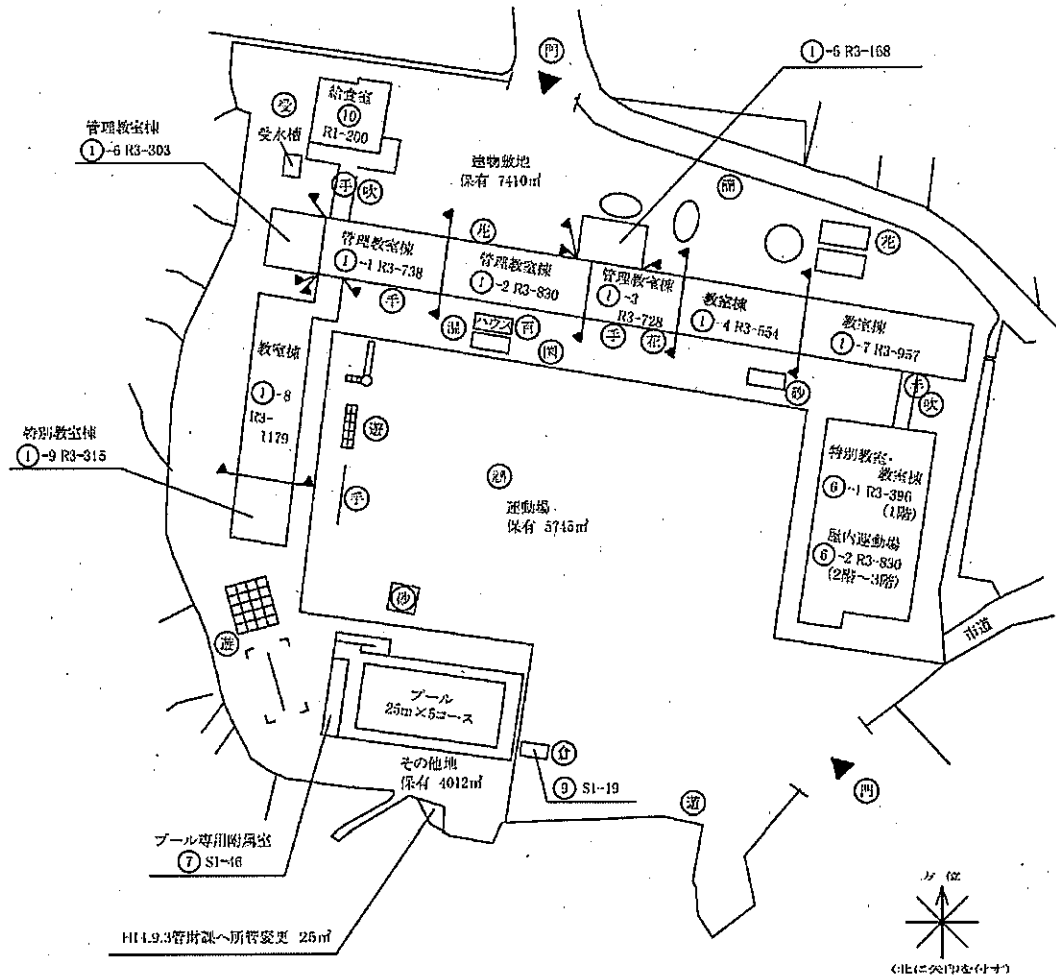 門
①-6 R3-168
給食室
⑩
R1-200
受
受水槽
管理教室棟
①-6 R3-303
手 吹
建物敷地
保有 7410㎡
花
花
管理教室棟
①-1 R3-738
管理教室棟
①-2 R3-830
管理教室棟
①-3
R3-728
教室棟
①-4 R3-554
教室棟
①-7 R3-957
手
温
ハウス
百
手 花
砂
手 吹
教室棟
①-8
R3-
1179
遊
特別教室棟
①-9 R3-315
手
運動場
保有 5745㎡
特別教室・
教室棟
⑥-1 R3-396
(1階)
屋内運動場
⑥-2 R3-830
(2階~3階)
砂
遊
市道
プール
25m×5コース
倉
⑨ S1-19
その他地
保有 4012㎡
門
プール専用附属室
⑦ S1-46
H14.9.3管財課へ所管変更 25㎡
方位
(北に矢印を付す)